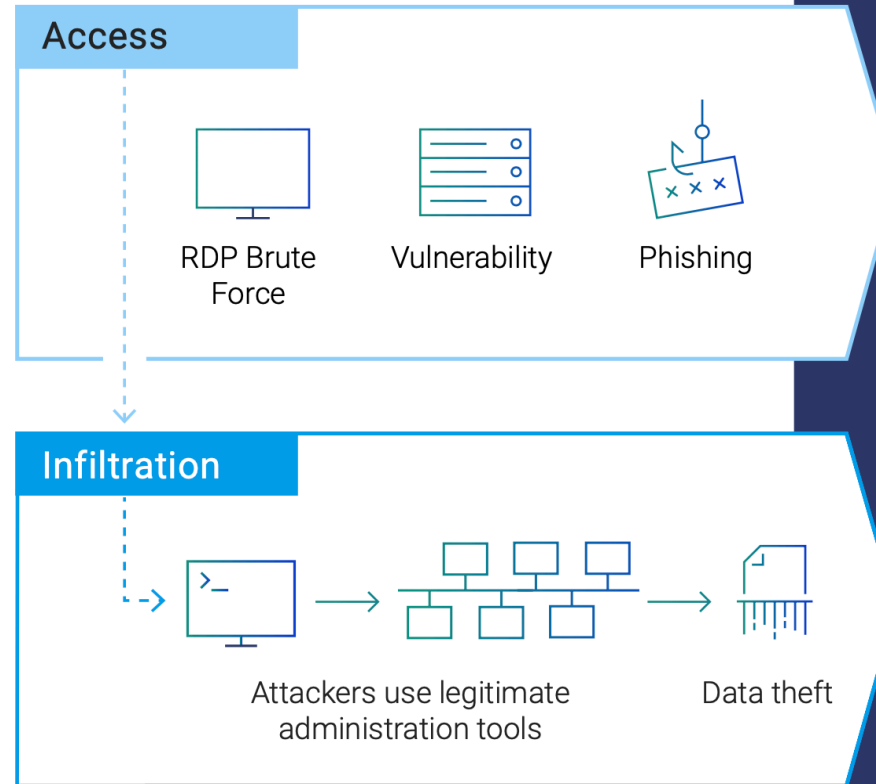 Access
RDP Brute
Force
Vulnerability
Phishing
Infiltration
Attackers use legitimate
administration tools
Data theft